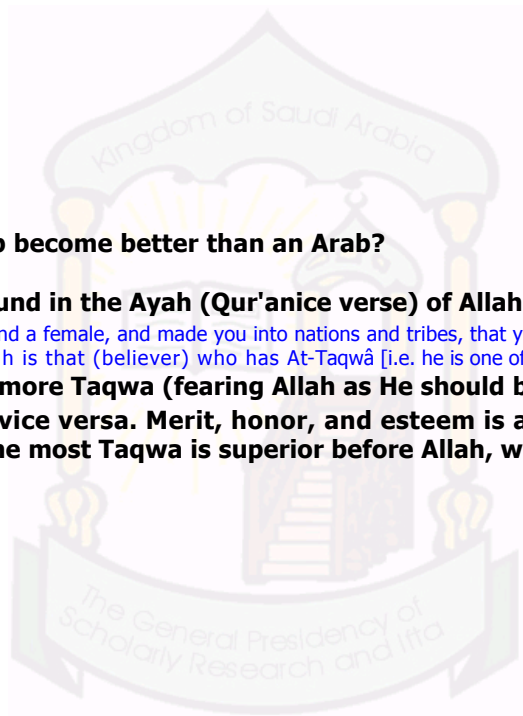 Kingdom of Saudi Arabia
become better than an Arab?
und in the Ayah (Qur'anice verse) of Allah
nd a female, and made you into nations and tribes, that y
h is that (believer) who has At-Taqwâ [i.e. he is one of
more Taqwa (fearing Allah as He should b
vice versa. Merit, honor, and esteem is a
ne most Taqwa is superior before Allah, w
The General Presidency of
Scholarly Research and Ifta